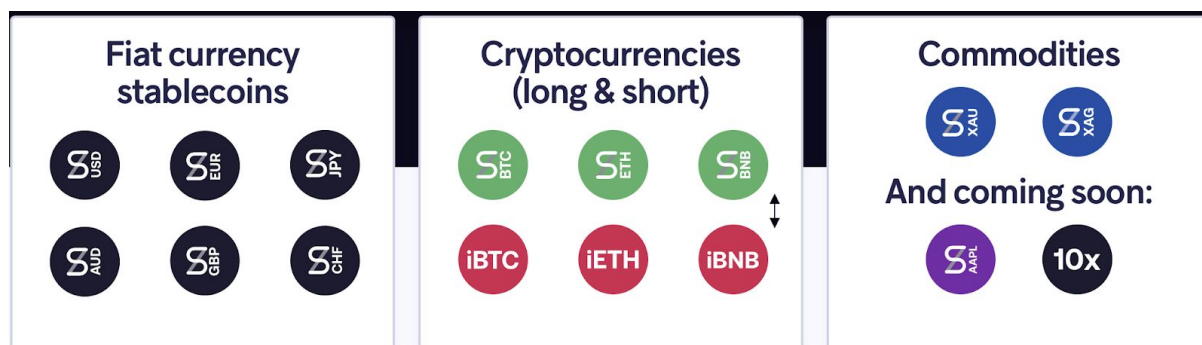 Fiat currency
stablecoins
S USD
S EUR
S JPY
S AUD
S GBP
S CHF
Cryptocurrencies
(long & short)
S BTC
S ETH
S BNB
iBTC
iETH
iBNB
Commodities
S XAU
S XAG
And coming soon:
S AAPL
10x